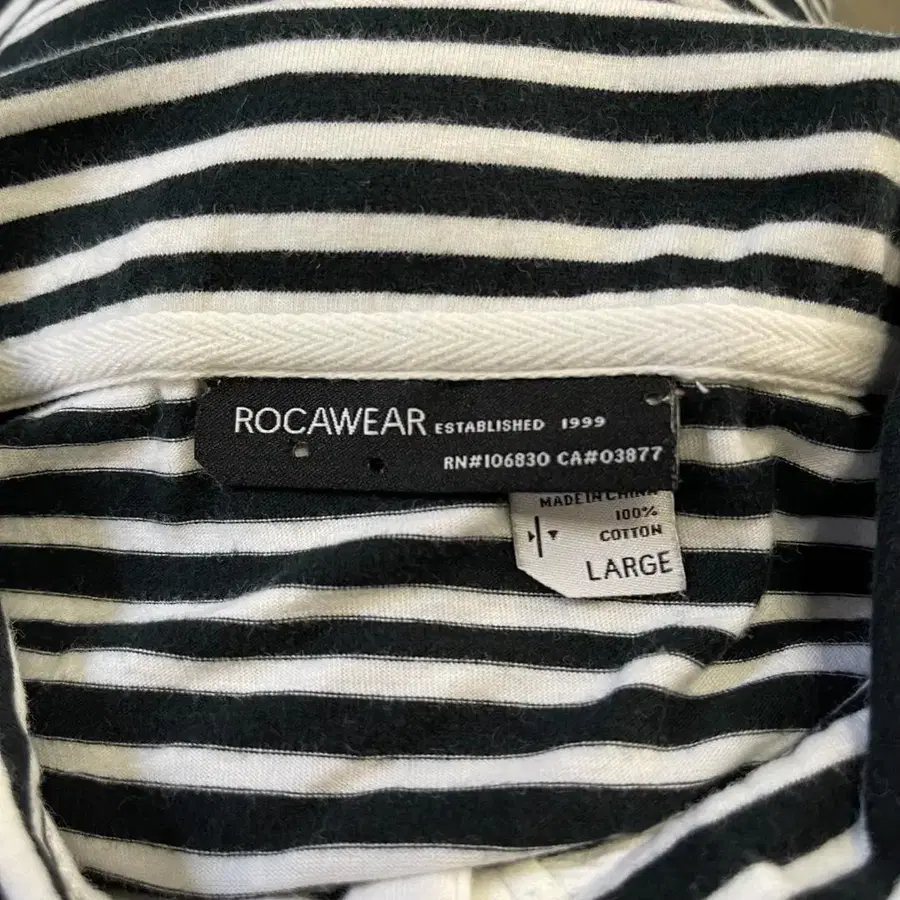 ROCAWEAR ESTABLISHED 1999
RN#106830 CA#03877
MADE IN CHINA
100%
COTTON
LARGE